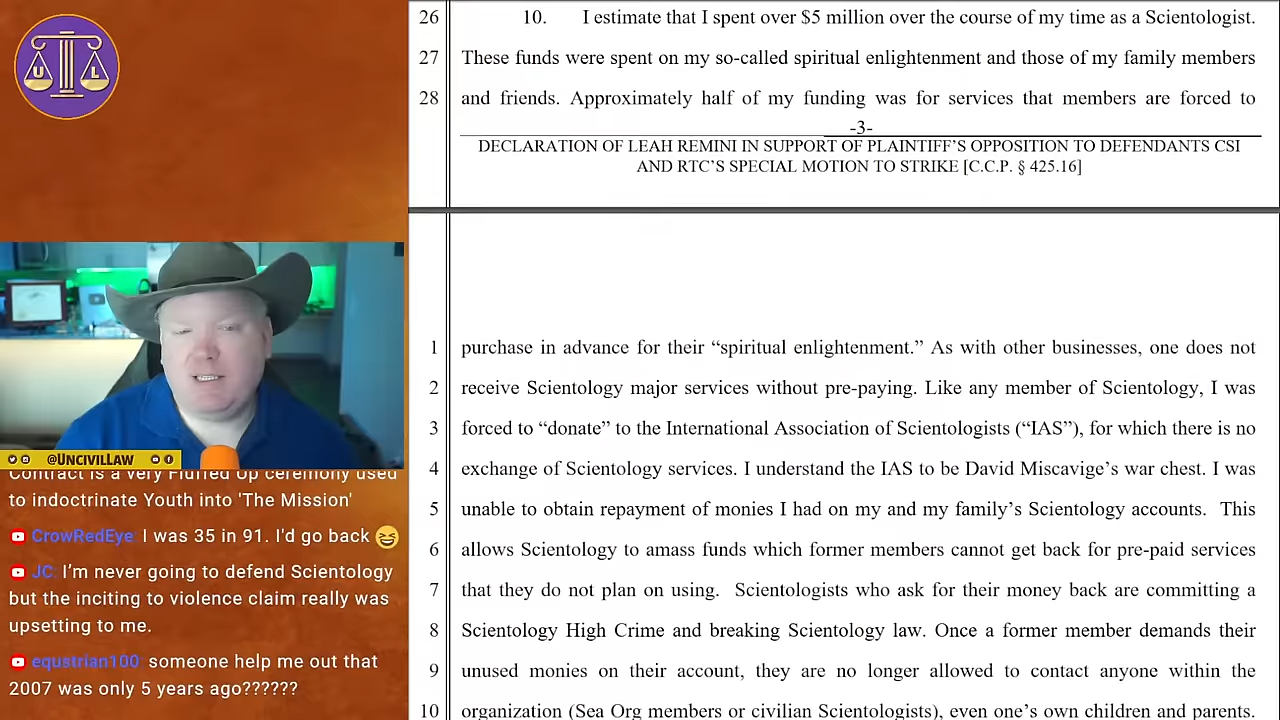 26 10. I estimate that I spent over $5 million over the course of my time as a Scientologist.
27 These funds were spent on my so-called spiritual enlightenment and those of my family members
28 and friends. Approximately half of my funding was for services that members are forced to
-3-
DECLARATION OF LEAH REMINI IN SUPPORT OF PLAINTIFF’S OPPOSITION TO DEFENDANTS CSI
AND RTC’S SPECIAL MOTION TO STRIKE [C.C.P. § 425.16]
1 purchase in advance for their “spiritual enlightenment.” As with other businesses, one does not
2 receive Scientology major services without pre-paying. Like any member of Scientology, I was
3 forced to “donate” to the International Association of Scientologists (“IAS”), for which there is no
4 exchange of Scientology services. I understand the IAS to be David Miscavige’s war chest. I was
5 unable to obtain repayment of monies I had on my and my family’s Scientology accounts. This
6 allows Scientology to amass funds which former members cannot get back for pre-paid services
7 that they do not plan on using. Scientologists who ask for their money back are committing a
8 Scientology High Crime and breaking Scientology law. Once a former member demands their
9 unused monies on their account, they are no longer allowed to contact anyone within the
10 organization (Sea Org members or civilian Scientologists), even one’s own children and parents.
U L
@UNCIVILLAW
Contract is a very Fluffed Up ceremony used
to indoctrinate Youth into 'The Mission'
CrowRedEye: I was 35 in 91. I'd go back 😆
JC: I’m never going to defend Scientology
but the inciting to violence claim really was
upsetting to me.
equstrian100: someone help me out that
2007 was only 5 years ago??????